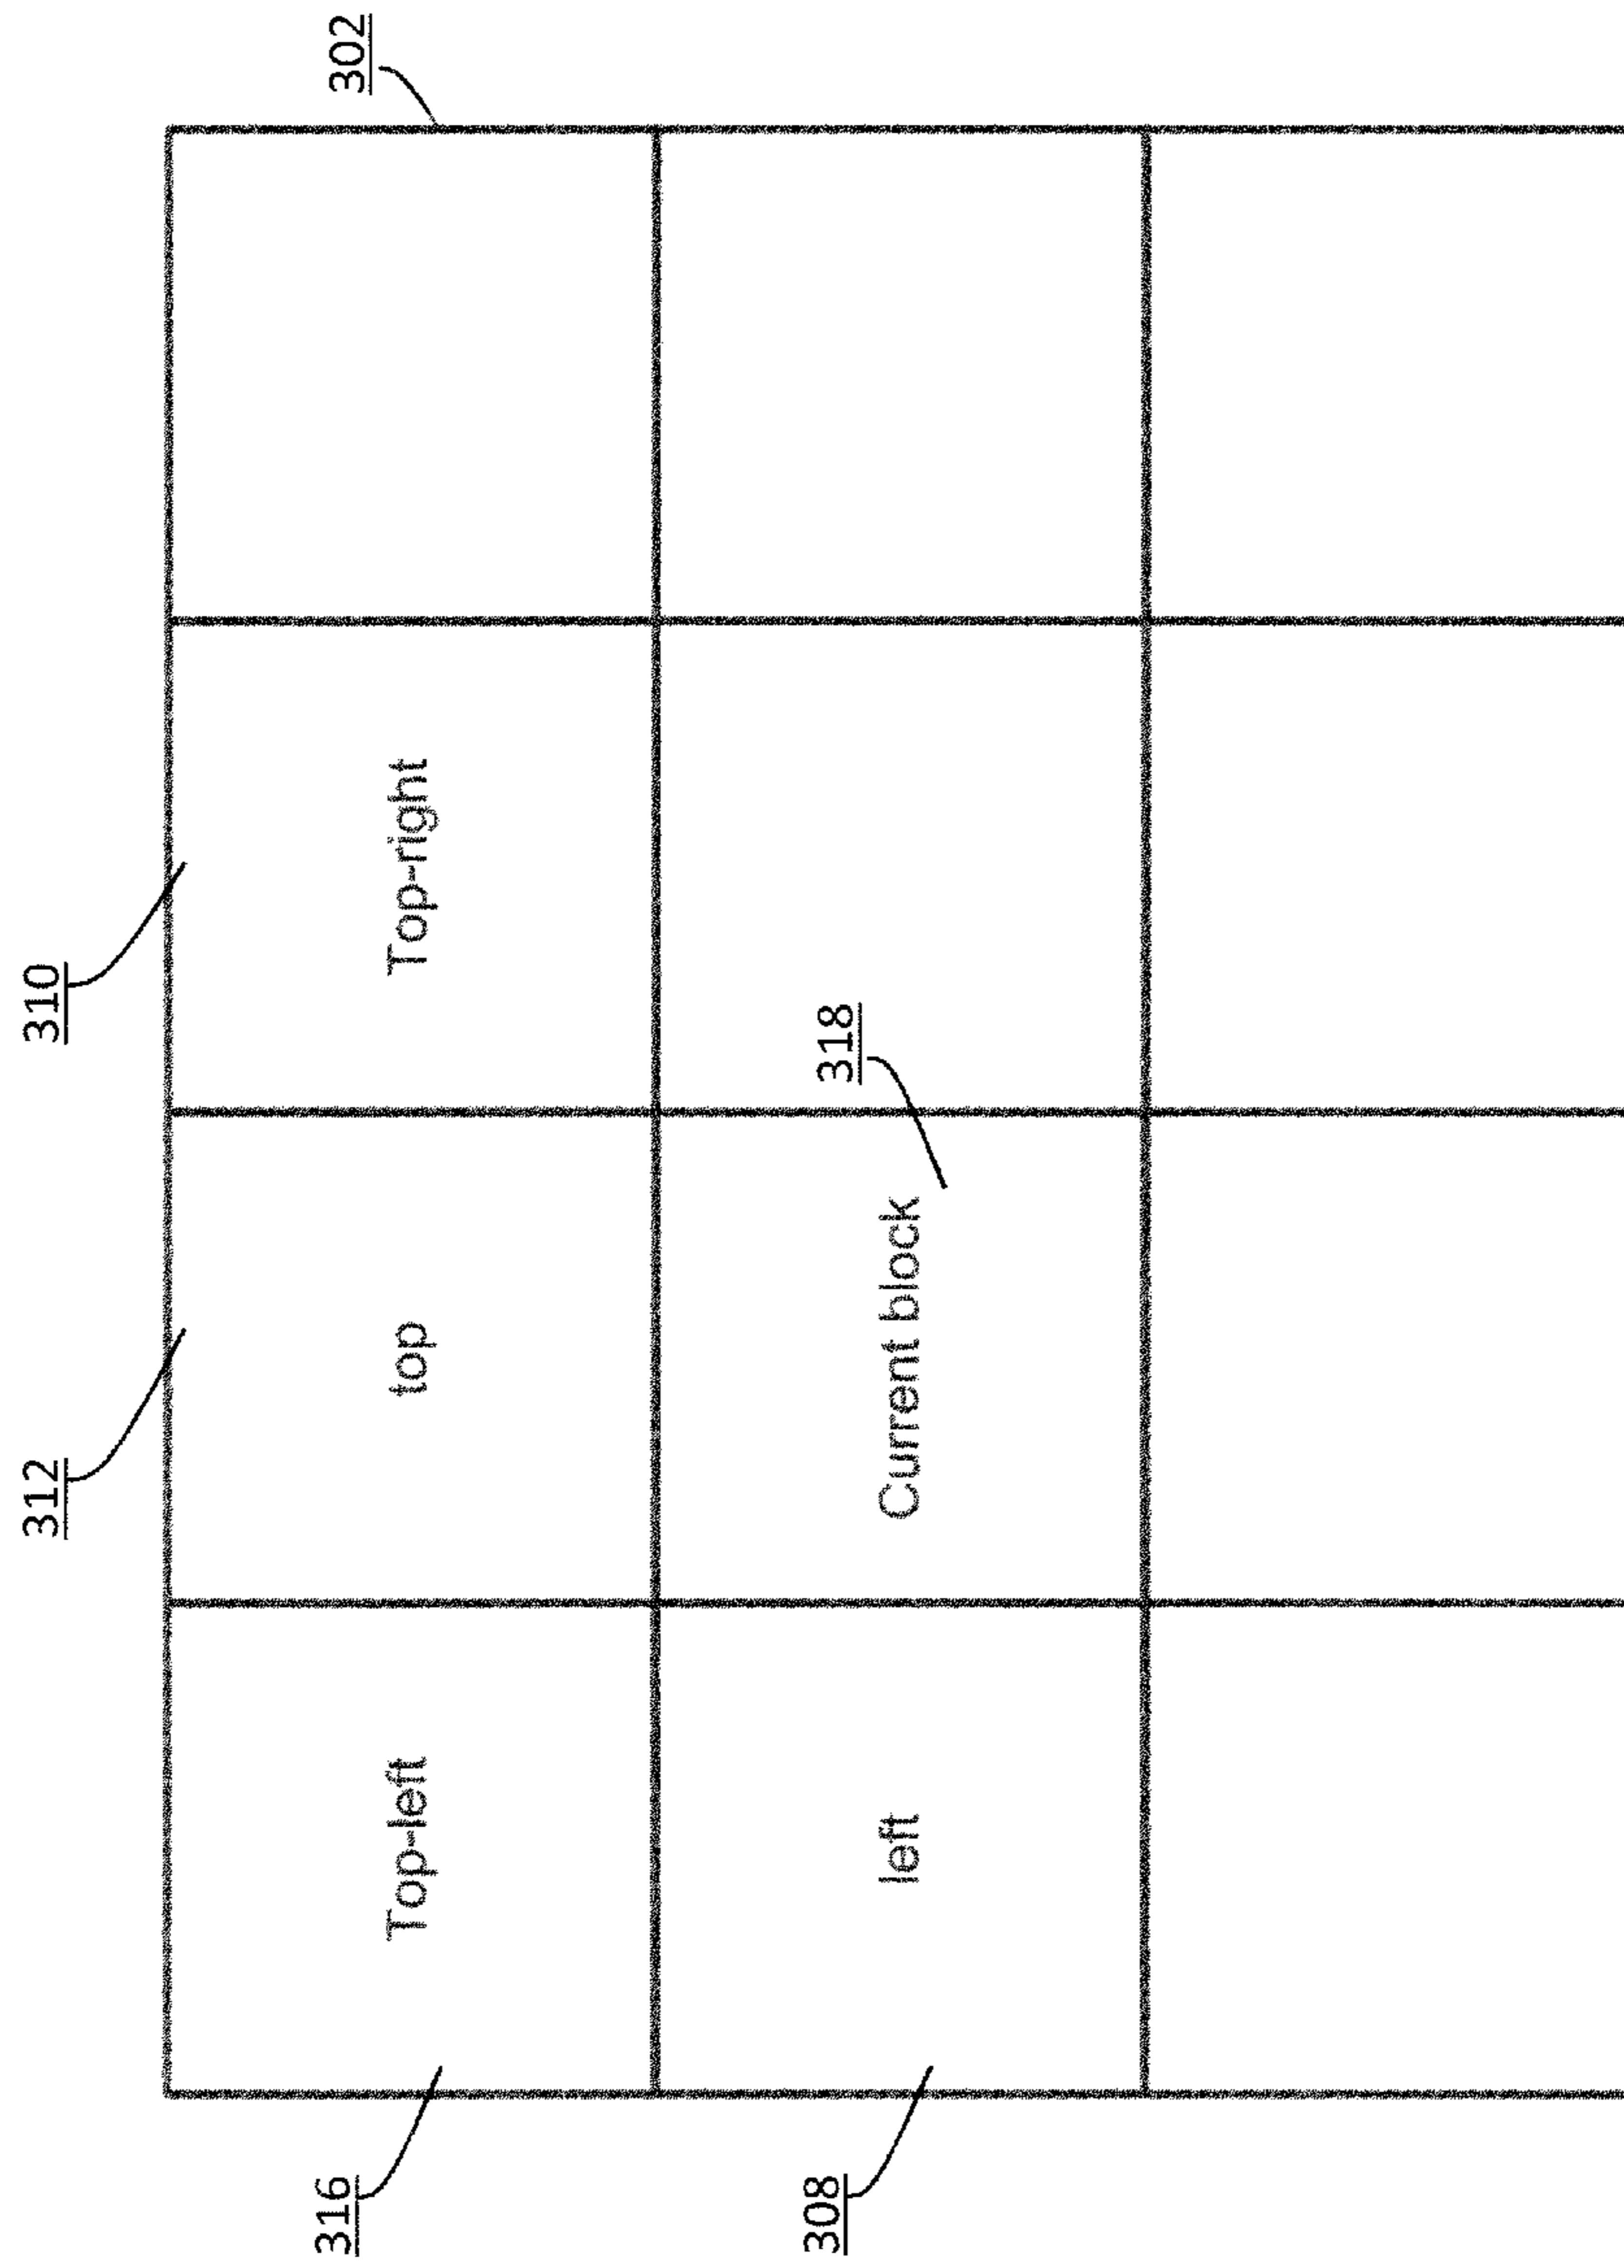 310
312
302
316
Top-left
top
Top-right
318
308
left
Current block